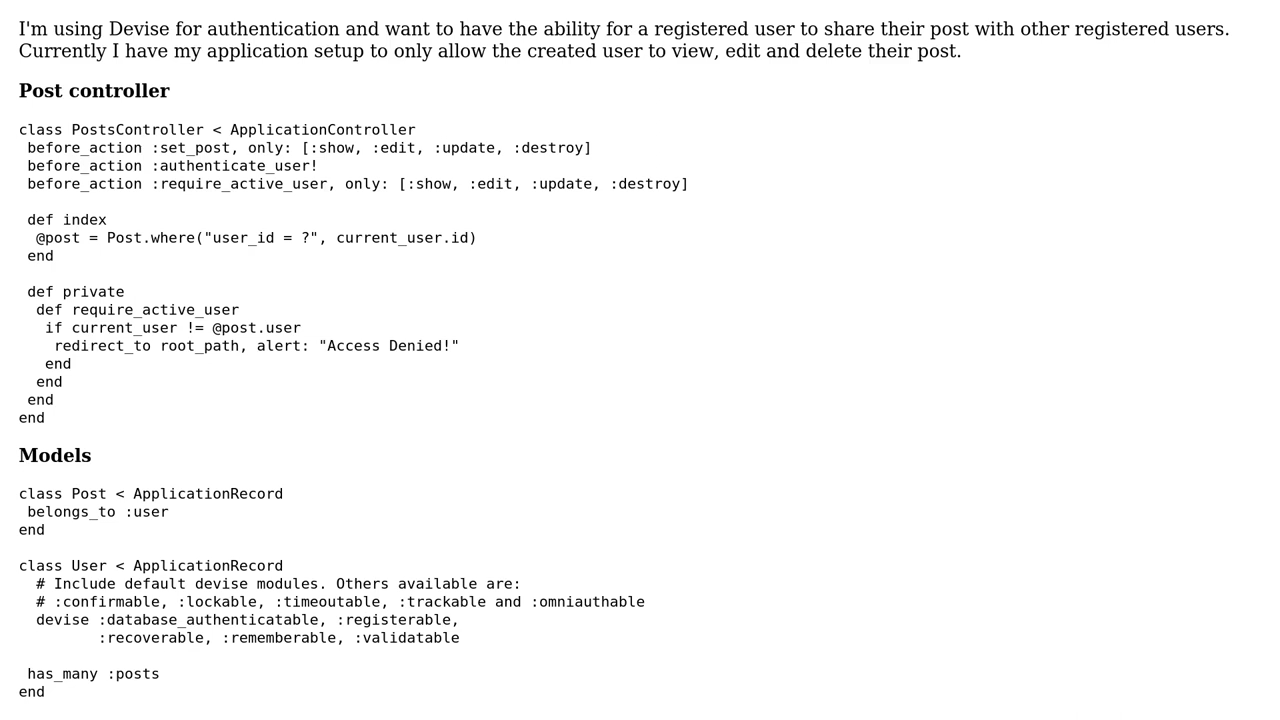 I'm using Devise for authentication and want to have the ability for a registered user to share their post with other registered users.
Currently I have my application setup to only allow the created user to view, edit and delete their post.
Post controller
class PostsController < ApplicationController
 before_action :set_post, only: [:show, :edit, :update, :destroy]
 before_action :authenticate_user!
 before_action :require_active_user, only: [:show, :edit, :update, :destroy]

 def index
  @post = Post.where("user_id = ?", current_user.id)
 end

 def private
  def require_active_user
   if current_user != @post.user
    redirect_to root_path, alert: "Access Denied!"
   end
  end
 end
end
Models
class Post < ApplicationRecord
 belongs_to :user
end

class User < ApplicationRecord
  # Include default devise modules. Others available are:
  # :confirmable, :lockable, :timeoutable, :trackable and :omniauthable
  devise :database_authenticatable, :registerable,
         :recoverable, :rememberable, :validatable

 has_many :posts
end